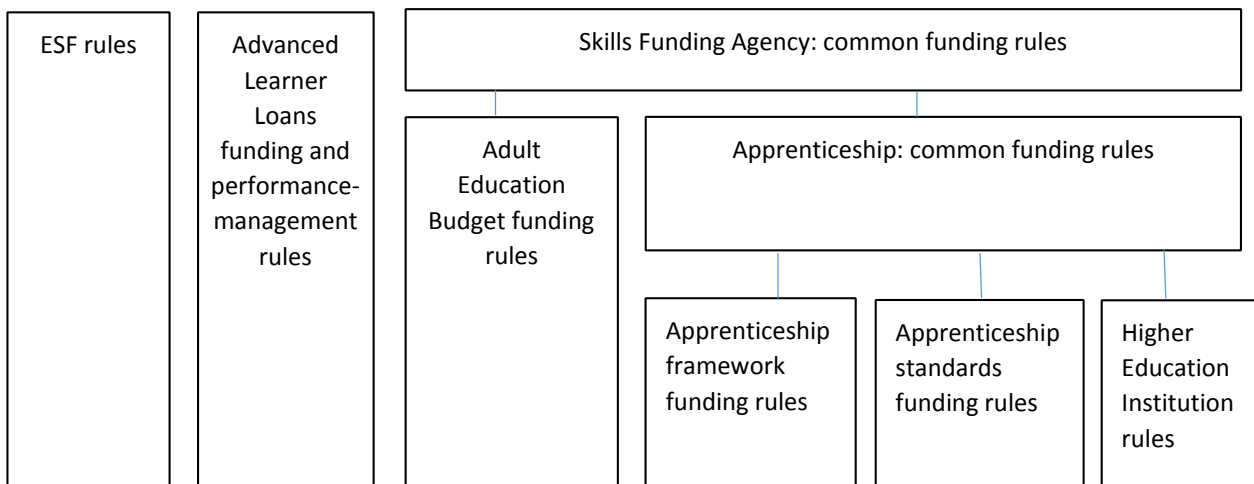 ESF rules
Advanced
Learner
Loans
funding and
performance-
management
rules
Skills Funding Agency: common funding rules
Adult
Education
Budget funding
rules
Apprenticeship: common funding rules
Apprenticeship
framework
funding rules
Apprenticeship
standards
funding rules
Higher
Education
Institution
rules